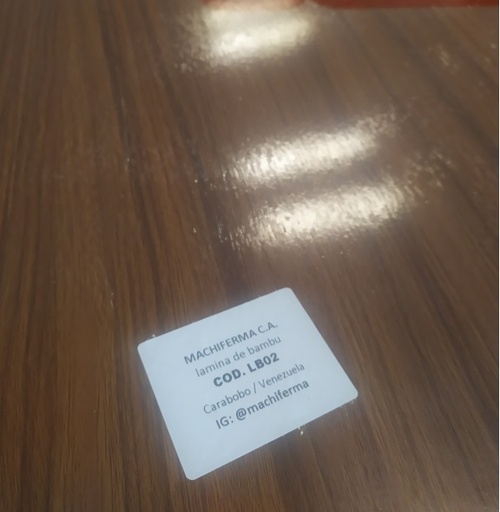 MACHIFERMA C.A.
lamina de bambu
COD. LB02
Carabobo / Venezuela
IG: @machiferma